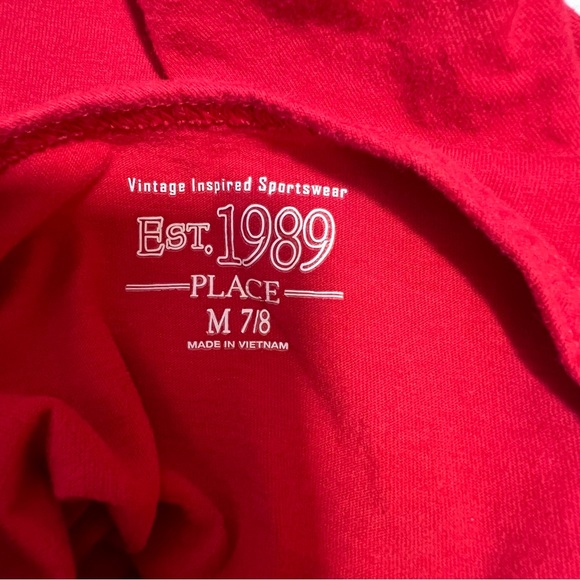 Vintage Inspired Sportswear
EST. 1989
PLACE
M 7/8
MADE IN VIETNAM